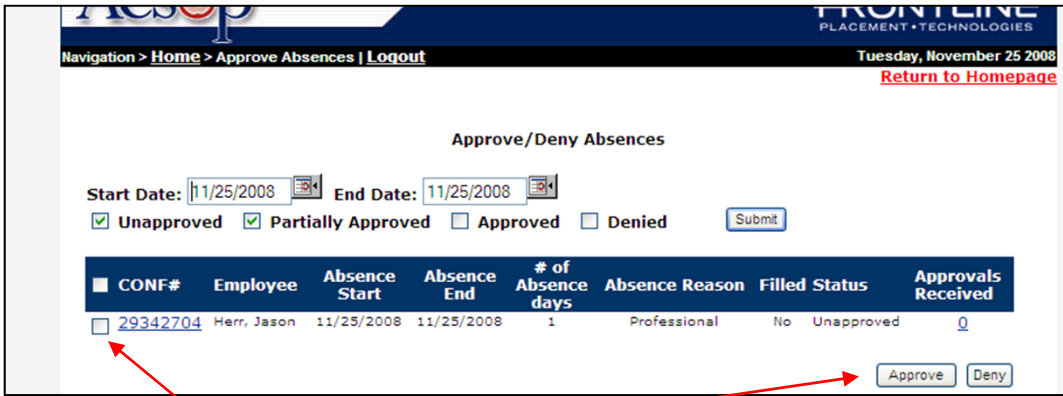 Aesop
FRONTLINE
PLACEMENT • TECHNOLOGIES
Navigation > Home > Approve Absences | Logout
Tuesday, November 25 2008
Return to Homepage
Approve/Deny Absences
Start Date: 11/25/2008 End Date: 11/25/2008
Unapproved Partially Approved Approved Denied Submit
CONF# Employee Absence Start Absence End # of Absence days Absence Reason Filled Status Approvals Received
29342704 Herr, Jason 11/25/2008 11/25/2008 1 Professional No Unapproved 0
Approve Deny